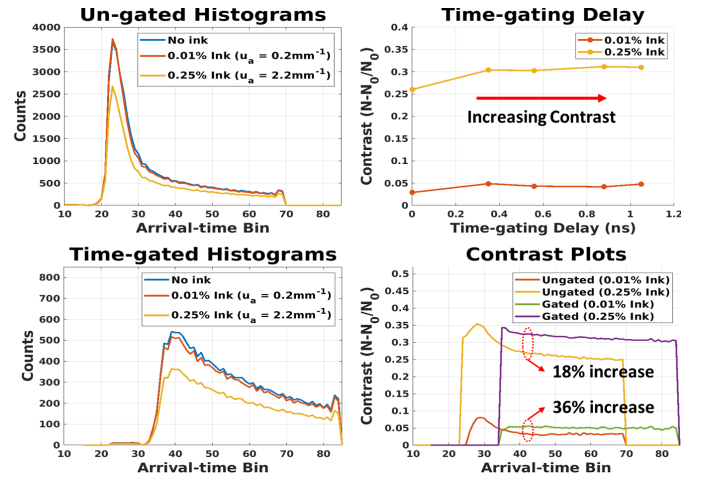 Un-gated Histograms
4000
3500
3000
2500
2000
1500
1000
500
0
Counts
No ink
0.01% Ink (uₐ = 0.2mm⁻¹)
0.25% Ink (uₐ = 2.2mm⁻¹)
10 20 30 40 50 60 70 80
Arrival-time Bin
Time-gating Delay
0.4
0.35
0.3
0.25
0.2
0.15
0.1
0.05
0
Contrast (N-N₀/N₀)
0.01% Ink
0.25% Ink
Increasing Contrast
0 0.2 0.4 0.6 0.8 1 1.2
Time-gating Delay (ns)
Time-gated Histograms
800
700
600
500
400
300
200
100
0
Counts
No ink
0.01% Ink (uₐ = 0.2mm⁻¹)
0.25% Ink (uₐ = 2.2mm⁻¹)
10 20 30 40 50 60 70 80
Arrival-time Bin
Contrast Plots
0.5
0.45
0.4
0.35
0.3
0.25
0.2
0.15
0.1
0.05
0
Contrast (N-N₀/N₀)
Ungated (0.01% Ink)
Ungated (0.25% Ink)
Gated (0.01% Ink)
Gated (0.25% Ink)
18% increase
36% increase
10 20 30 40 50 60 70 80
Arrival-time Bin